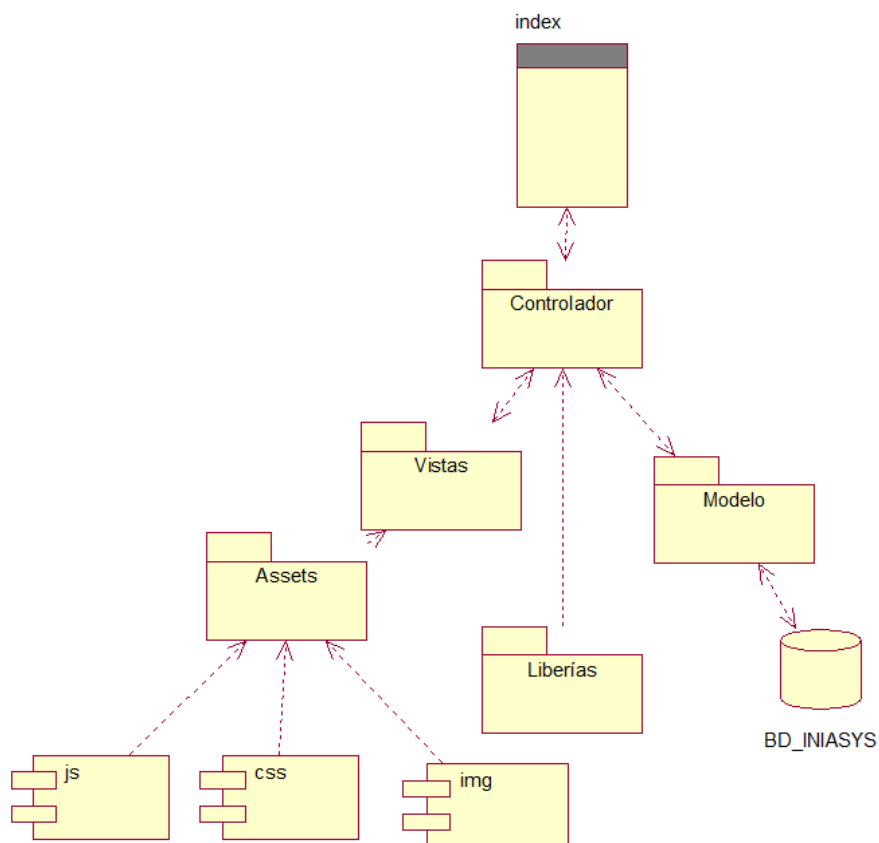 index
Controlador
Vistas
Modelo
Assets
Liberías
BD_INIASYS
js
css
img